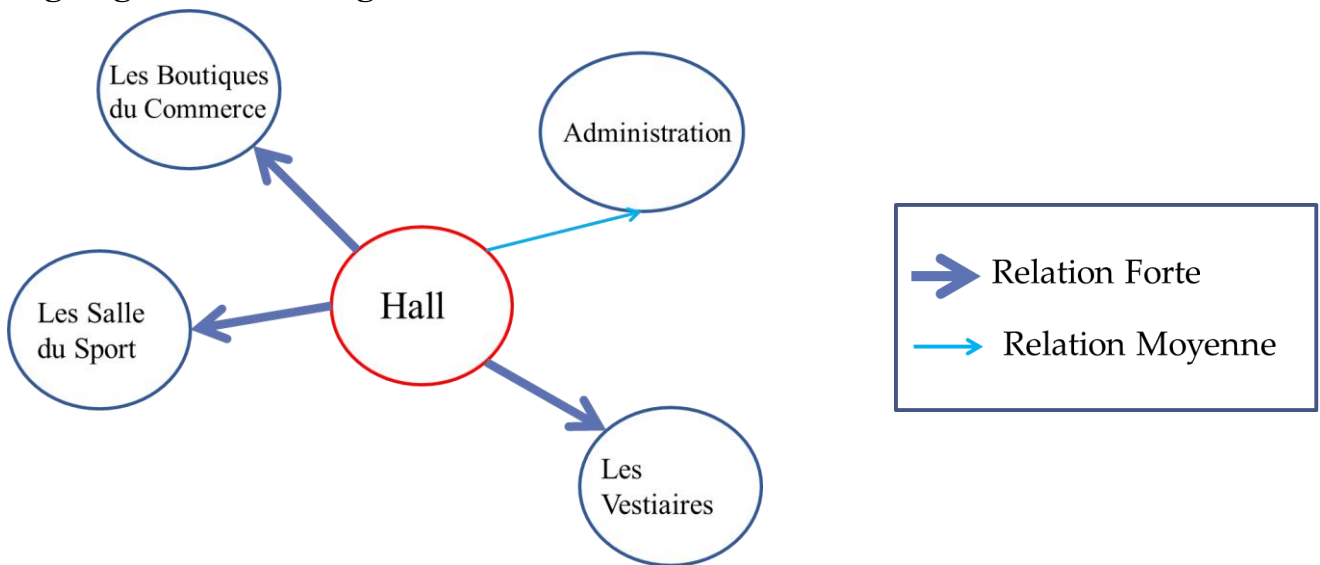 Les Boutiques
du Commerce
Administration
Hall
Les Salle
du Sport
Les
Vestiaires
Relation Forte
Relation Moyenne